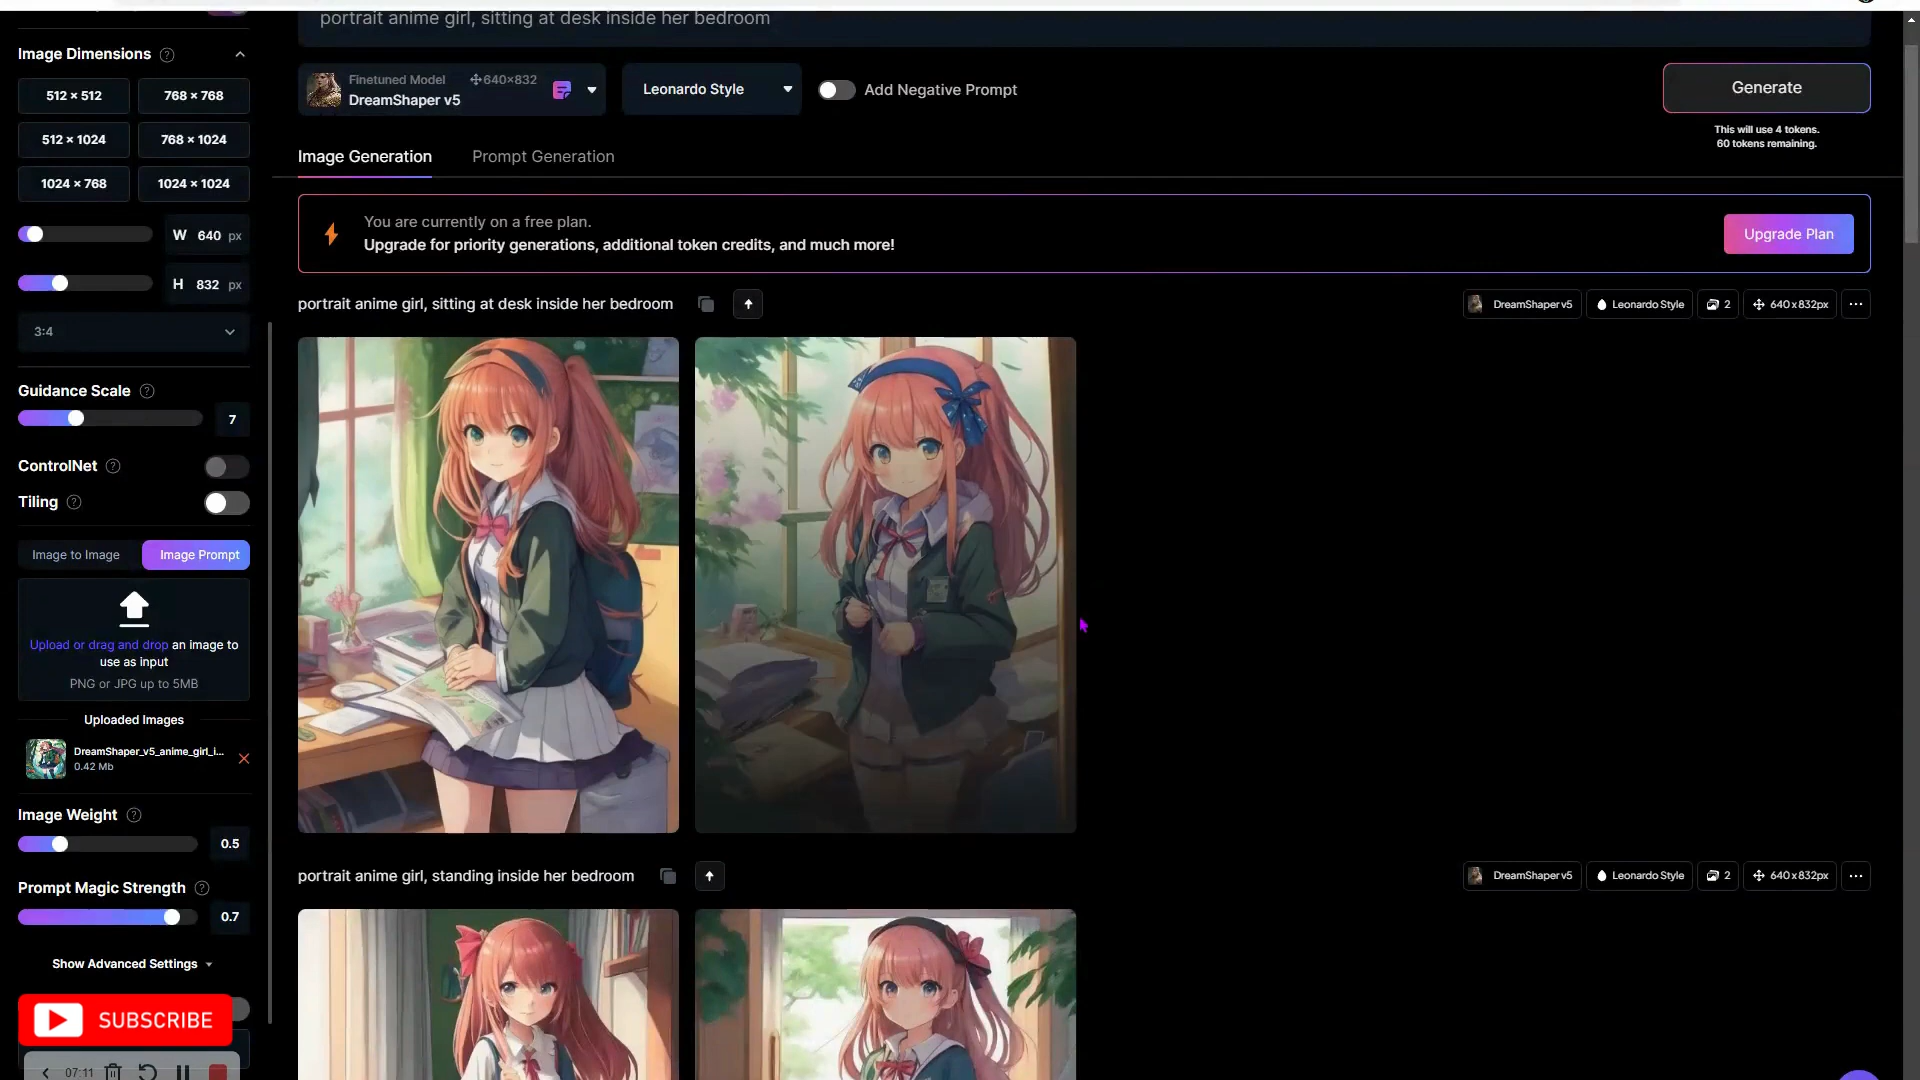 portrait anime girl, sitting at desk inside her bedroom
Image Dimensions
512 × 512
768 × 768
512 × 1024
768 × 1024
1024 × 768
1024 × 1024
W 640 px
H 832 px
3:4
Guidance Scale
7
ControlNet
Tiling
Image to Image
Image Prompt
Upload or drag and drop an image to
use as input
PNG or JPG up to 5MB
Uploaded Images
DreamShaper_v5_anime_girl_i...
0.42 Mb
Image Weight
0.5
Prompt Magic Strength
0.7
Show Advanced Settings
SUBSCRIBE
07:11
Finetuned Model
640×832
DreamShaper v5
Leonardo Style
Add Negative Prompt
Generate
This will use 4 tokens.
60 tokens remaining.
Image Generation
Prompt Generation
You are currently on a free plan.
Upgrade for priority generations, additional token credits, and much more!
Upgrade Plan
portrait anime girl, sitting at desk inside her bedroom
DreamShaper v5
Leonardo Style
2
640 x 832px
portrait anime girl, standing inside her bedroom
DreamShaper v5
Leonardo Style
2
640 x 832px